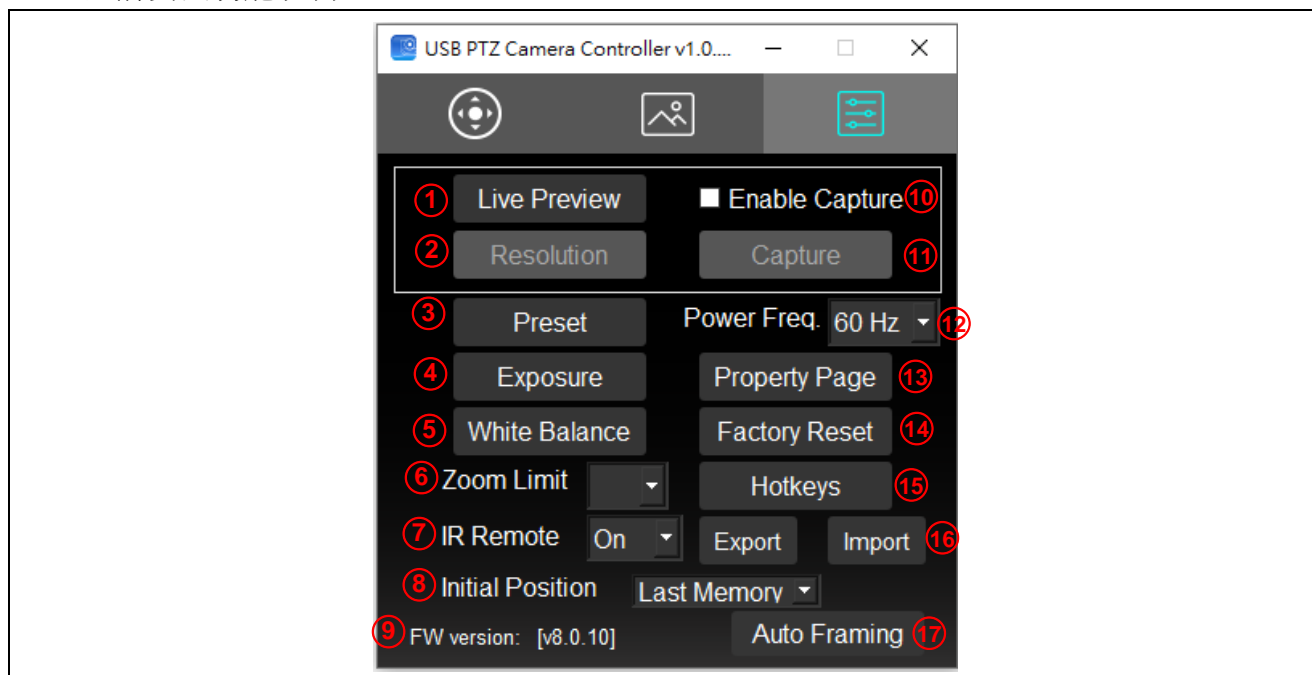 USB PTZ Camera Controller v1.0....
1 Live Preview Enable Capture 10
2 Resolution Capture 11
3 Preset Power Freq. 60 Hz 12
4 Exposure Property Page 13
5 White Balance Factory Reset 14
6 Zoom Limit Hotkeys 15
7 IR Remote On Export Import 16
8 Initial Position Last Memory
9 FW version: [v8.0.10] Auto Framing 17